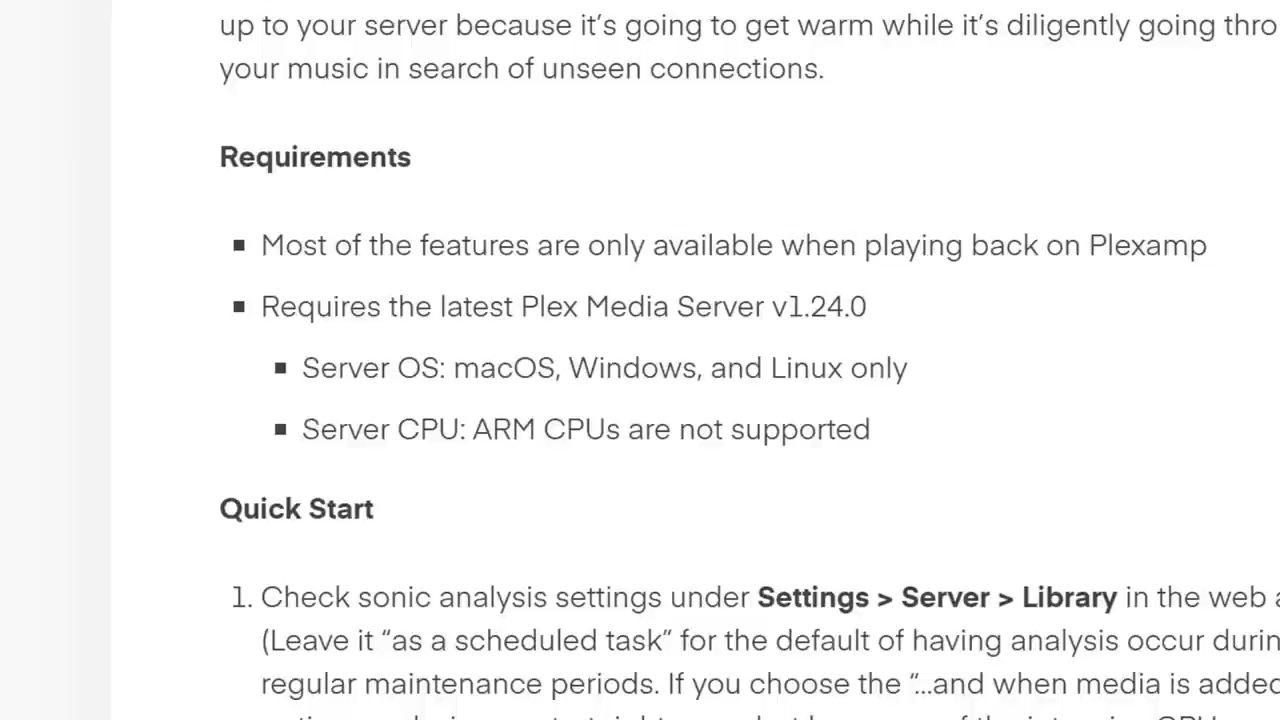 up to your server because it’s going to get warm while it’s diligently going thro
your music in search of unseen connections.
Requirements
▪ Most of the features are only available when playing back on Plexamp
▪ Requires the latest Plex Media Server v1.24.0
▪ Server OS: macOS, Windows, and Linux only
▪ Server CPU: ARM CPUs are not supported
Quick Start
1. Check sonic analysis settings under Settings > Server > Library in the web a
(Leave it “as a scheduled task” for the default of having analysis occur durin
regular maintenance periods. If you choose the “...and when media is added